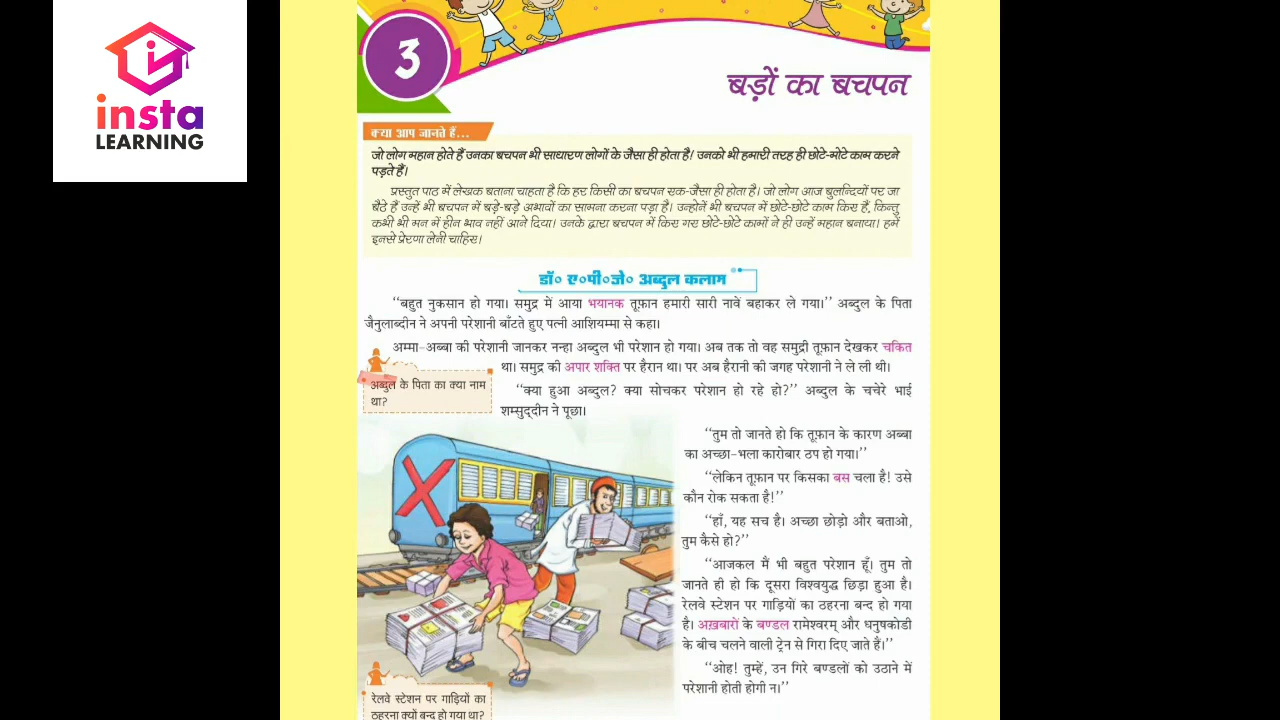 insta
LEARNING
3
बड़ों का बचपन
क्या आप जानते हैं...
जो लोग महान होते हैं उनका बचपन भी साधारण लोगों के जैसा ही होता है! उनको भी हमारी तरह ही छोटे-मोटे काम करने
पड़ते हैं।
प्रस्तुत पाठ में लेखक बताना चाहता है कि हर किसी का बचपन एक-जैसा ही होता है। जो लोग आज बुलन्दियों पर जा
बैठे हैं उन्हें भी बचपन में बड़े-बड़े अभावों का सामना करना पड़ा है। उन्होनें भी बचपन में छोटे-छोटे काम किए हैं, किन्तु
कभी भी मन में हीन भाव नहीं आने दिया। उनके द्वारा बचपन में किए गए छोटे-छोटे कामों ने ही उन्हें महान बनाया। हमें
इनसे प्रेरणा लेनी चाहिए।
डॉ० ए०पी०जे० अब्दुल कलाम
‘‘बहुत नुकसान हो गया। समुद्र में आया भयानक तूफ़ान हमारी सारी नावें बहाकर ले गया।’’ अब्दुल के पिता
जैनुलाब्दीन ने अपनी परेशानी बाँटते हुए पत्नी आशियम्मा से कहा।
अम्मा-अब्बा की परेशानी जानकर नन्हा अब्दुल भी परेशान हो गया। अब तक तो वह समुद्री तूफ़ान देखकर चकित
था। समुद्र की अपार शक्ति पर हैरान था। पर अब हैरानी की जगह परेशानी ने ले ली थी।
अब्दुल के पिता का क्या नाम
था?
‘‘क्या हुआ अब्दुल? क्या सोचकर परेशान हो रहे हो?’’ अब्दुल के चचेरे भाई
शम्सुद्दीन ने पूछा।
‘‘तुम तो जानते हो कि तूफ़ान के कारण अब्बा
का अच्छा-भला कारोबार ठप हो गया।’’
‘‘लेकिन तूफ़ान पर किसका बस चला है! उसे
कौन रोक सकता है!’’
‘‘हाँ, यह सच है। अच्छा छोड़ो और बताओ,
तुम कैसे हो?’’
‘‘आजकल मैं भी बहुत परेशान हूँ। तुम तो
जानते ही हो कि दूसरा विश्वयुद्ध छिड़ा हुआ है।
रेलवे स्टेशन पर गाड़ियों का ठहरना बन्द हो गया
है। अख़बारों के बण्डल रामेश्वरम् और धनुषकोडी
के बीच चलने वाली ट्रेन से गिरा दिए जाते हैं।’’
‘‘ओह! तुम्हें, उन गिरे बण्डलों को उठाने में
परेशानी होती होगी न।’’
रेलवे स्टेशन पर गाड़ियों का
ठहरना क्यों बन्द हो गया था?